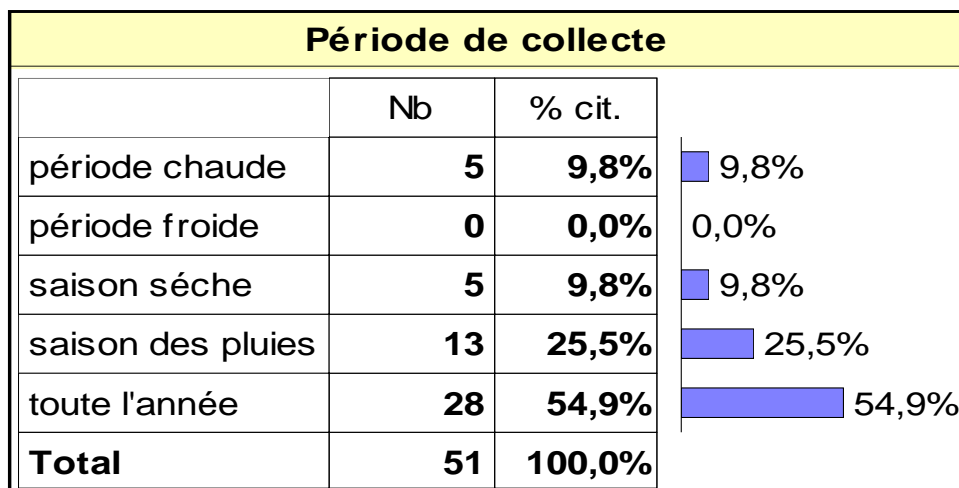 Période de collecte
Nb % cit.
période chaude 5 9,8% 9,8%
période froide 0 0,0% 0,0%
saison séche 5 9,8% 9,8%
saison des pluies 13 25,5% 25,5%
toute l'année 28 54,9% 54,9%
Total 51 100,0%